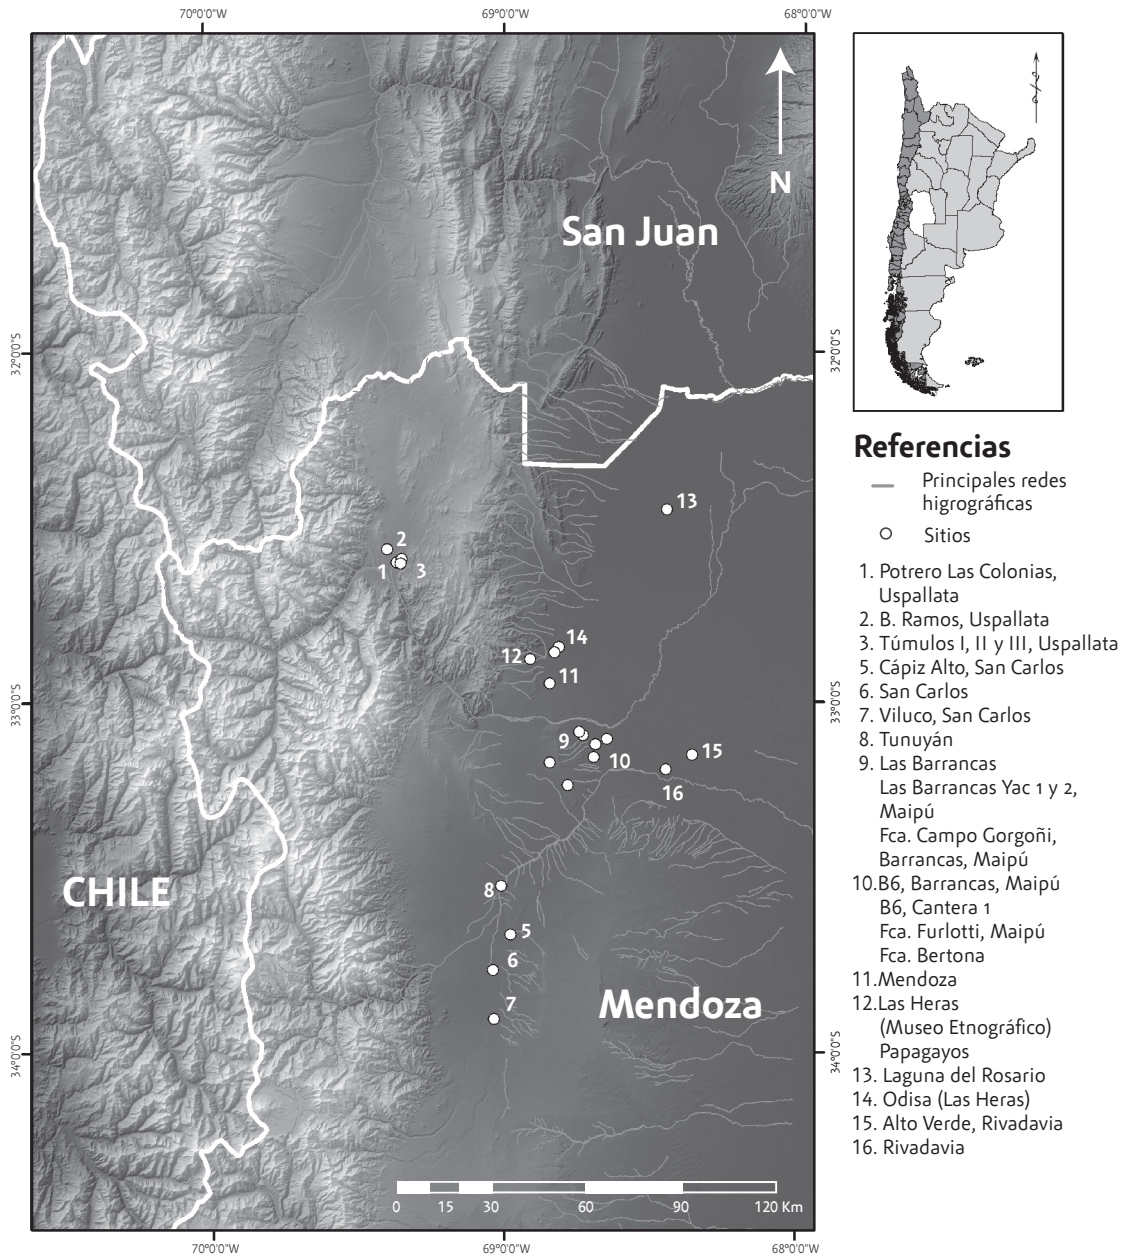 70°0'0"W
69°0'0"W
68°0'0"W
32°0'0"S
32°0'0"S
33°0'0"S
33°0'0"S
34°0'0"S
34°0'0"S
N
San Juan
13
2
1
3
14
12
11
9
10
15
16
CHILE
8
5
6
7
Mendoza
0
15
30
60
90
120 Km
70°0'0"W
69°0'0"W
68°0'0"W
Referencias
Principales redes
higrográficas
Sitios
1. Potrero Las Colonias,
Uspallata
2. B. Ramos, Uspallata
3. Túmulos I, II y III, Uspallata
5. Cápiz Alto, San Carlos
6. San Carlos
7. Viluco, San Carlos
8. Tunuyán
9. Las Barrancas
Las Barrancas Yac 1 y 2,
Maipú
Fca. Campo Gorgoñi,
Barrancas, Maipú
10.B6, Barrancas, Maipú
B6, Cantera 1
Fca. Furlotti, Maipú
Fca. Bertona
11.Mendoza
12.Las Heras
(Museo Etnográfico)
Papagayos
13. Laguna del Rosario
14. Odisa (Las Heras)
15. Alto Verde, Rivadavia
16. Rivadavia